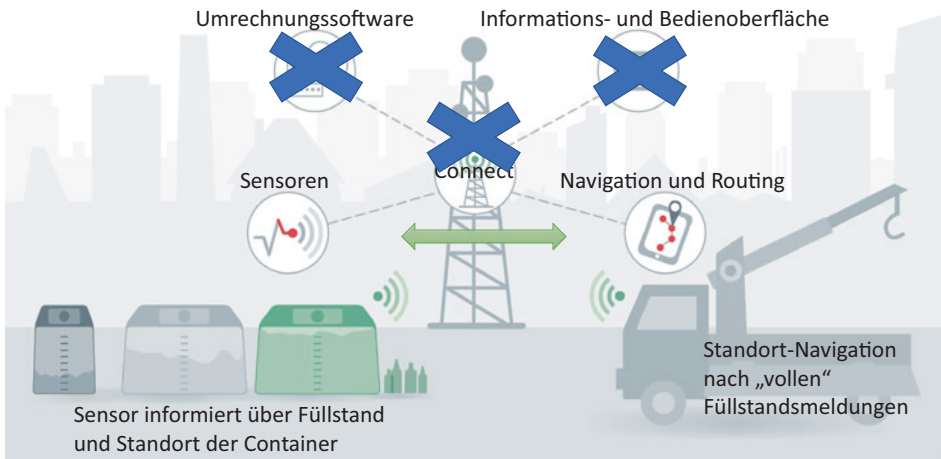 Umrechnungssoftware
Informations- und Bedienoberfläche
Connect
Sensoren
Navigation und Routing
Sensor informiert über Füllstand
und Standort der Container
Standort-Navigation
nach „vollen“
Füllstandsmeldungen